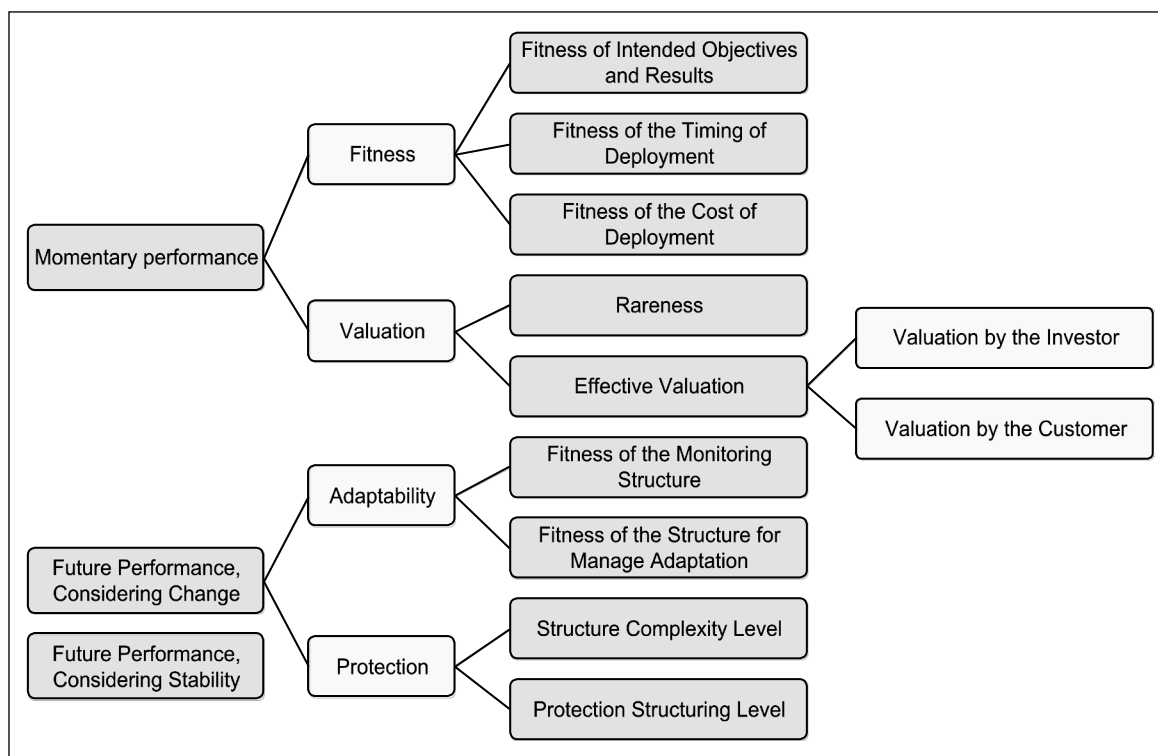 Fitness of Intended Objectives
and Results
Fitness of the Timing of
Deployment
Fitness
Fitness of the Cost of
Deployment
Momentary performance
Rareness
Valuation
Valuation by the Investor
Effective Valuation
Valuation by the Customer
Fitness of the Monitoring
Structure
Adaptability
Fitness of the Structure for
Manage Adaptation
Future Performance,
Considering Change
Structure Complexity Level
Future Performance,
Considering Stability
Protection
Protection Structuring Level